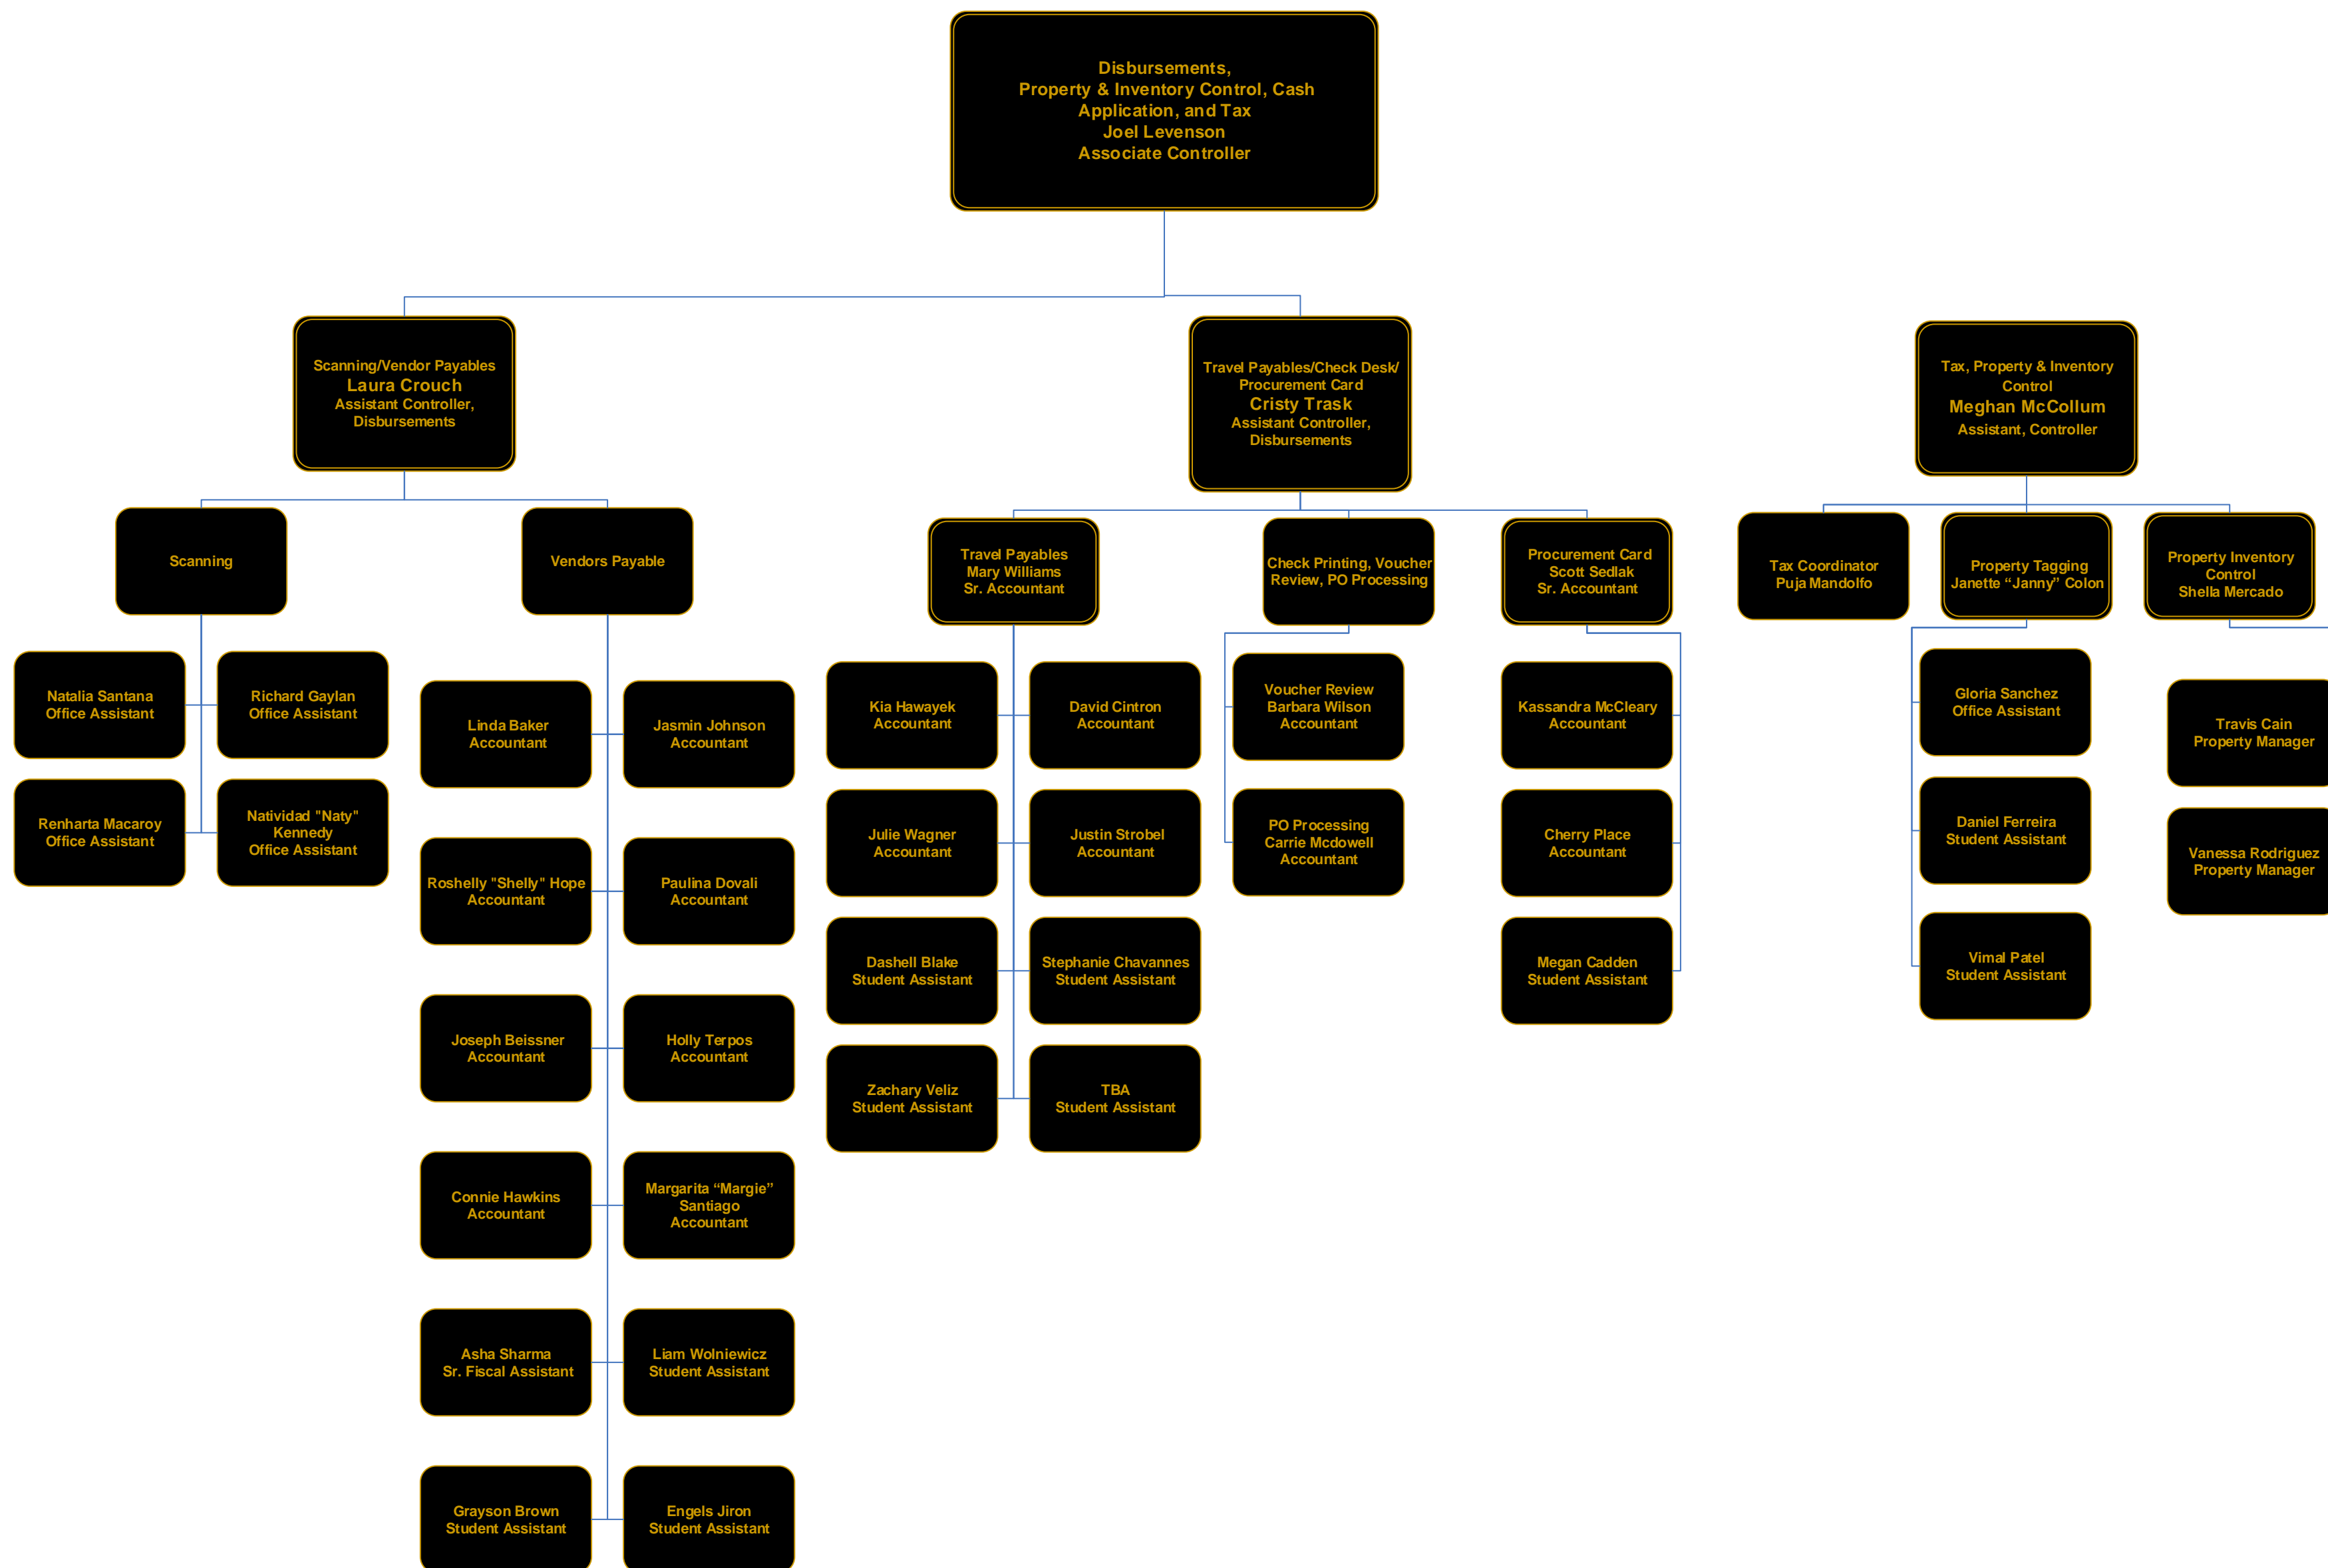 Disbursements,
Property & Inventory Control, Cash
Application, and Tax
Joel Levenson
Associate Controller
Scanning/Vendor Payables
Laura Crouch
Assistant Controller,
Disbursements
Travel Payables/Check Desk/
Procurement Card
Cristy Trask
Assistant Controller,
Disbursements
Tax, Property & Inventory
Control
Meghan McCollum
Assistant, Controller
Scanning
Vendors Payable
Travel Payables
Mary Williams
Sr. Accountant
Check Printing, Voucher
Review, PO Processing
Procurement Card
Scott Sedlak
Sr. Accountant
Tax Coordinator
Puja Mandolfo
Property Tagging
Janette “Janny” Colon
Property Inventory
Control
Shella Mercado
Natalia Santana
Office Assistant
Richard Gaylan
Office Assistant
Renharta Macaroy
Office Assistant
Natividad "Naty"
Kennedy
Office Assistant
Linda Baker
Accountant
Jasmin Johnson
Accountant
Roshelly "Shelly" Hope
Accountant
Paulina Dovali
Accountant
Joseph Beissner
Accountant
Holly Terpos
Accountant
Connie Hawkins
Accountant
Margarita “Margie”
Santiago
Accountant
Asha Sharma
Sr. Fiscal Assistant
Liam Wolniewicz
Student Assistant
Grayson Brown
Student Assistant
Engels Jiron
Student Assistant
Kia Hawayek
Accountant
David Cintron
Accountant
Julie Wagner
Accountant
Justin Strobel
Accountant
Dashell Blake
Student Assistant
Stephanie Chavannes
Student Assistant
Zachary Veliz
Student Assistant
TBA
Student Assistant
Voucher Review
Barbara Wilson
Accountant
PO Processing
Carrie Mcdowell
Accountant
Kassandra McCleary
Accountant
Cherry Place
Accountant
Megan Cadden
Student Assistant
Gloria Sanchez
Office Assistant
Daniel Ferreira
Student Assistant
Vimal Patel
Student Assistant
Travis Cain
Property Manager
Vanessa Rodriguez
Property Manager